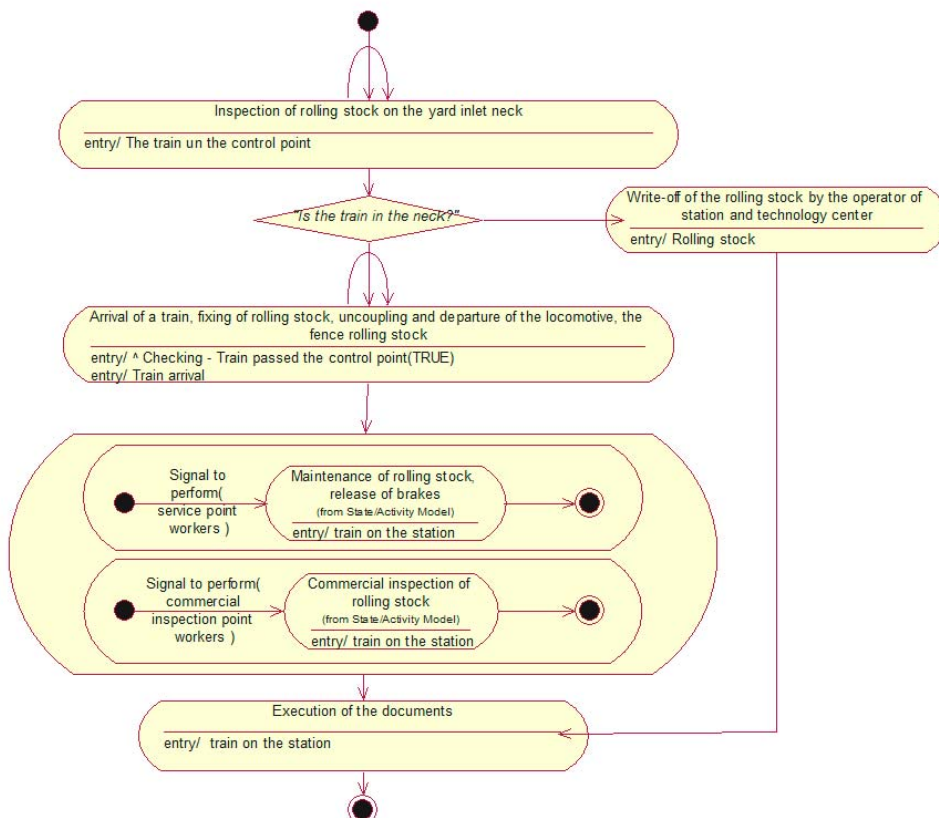 Inspection of rolling stock on the yard inlet neck
entry/ The train un the control point
"Is the train in the neck?"
Write-off of the rolling stock by the operator of
station and technology center
entry/ Rolling stock
Arrival of a train, fixing of rolling stock, uncoupling and departure of the locomotive, the
fence rolling stock
entry/ ^ Checking - Train passed the control point(TRUE)
entry/ Train arrival
Signal to
perform(
service point
workers )
Maintenance of rolling stock,
release of brakes
(from State/Activity Model)
entry/ train on the station
Signal to perform(
commercial
inspection point
workers )
Commercial inspection of
rolling stock
(from State/Activity Model)
entry/ train on the station
Execution of the documents
entry/ train on the station